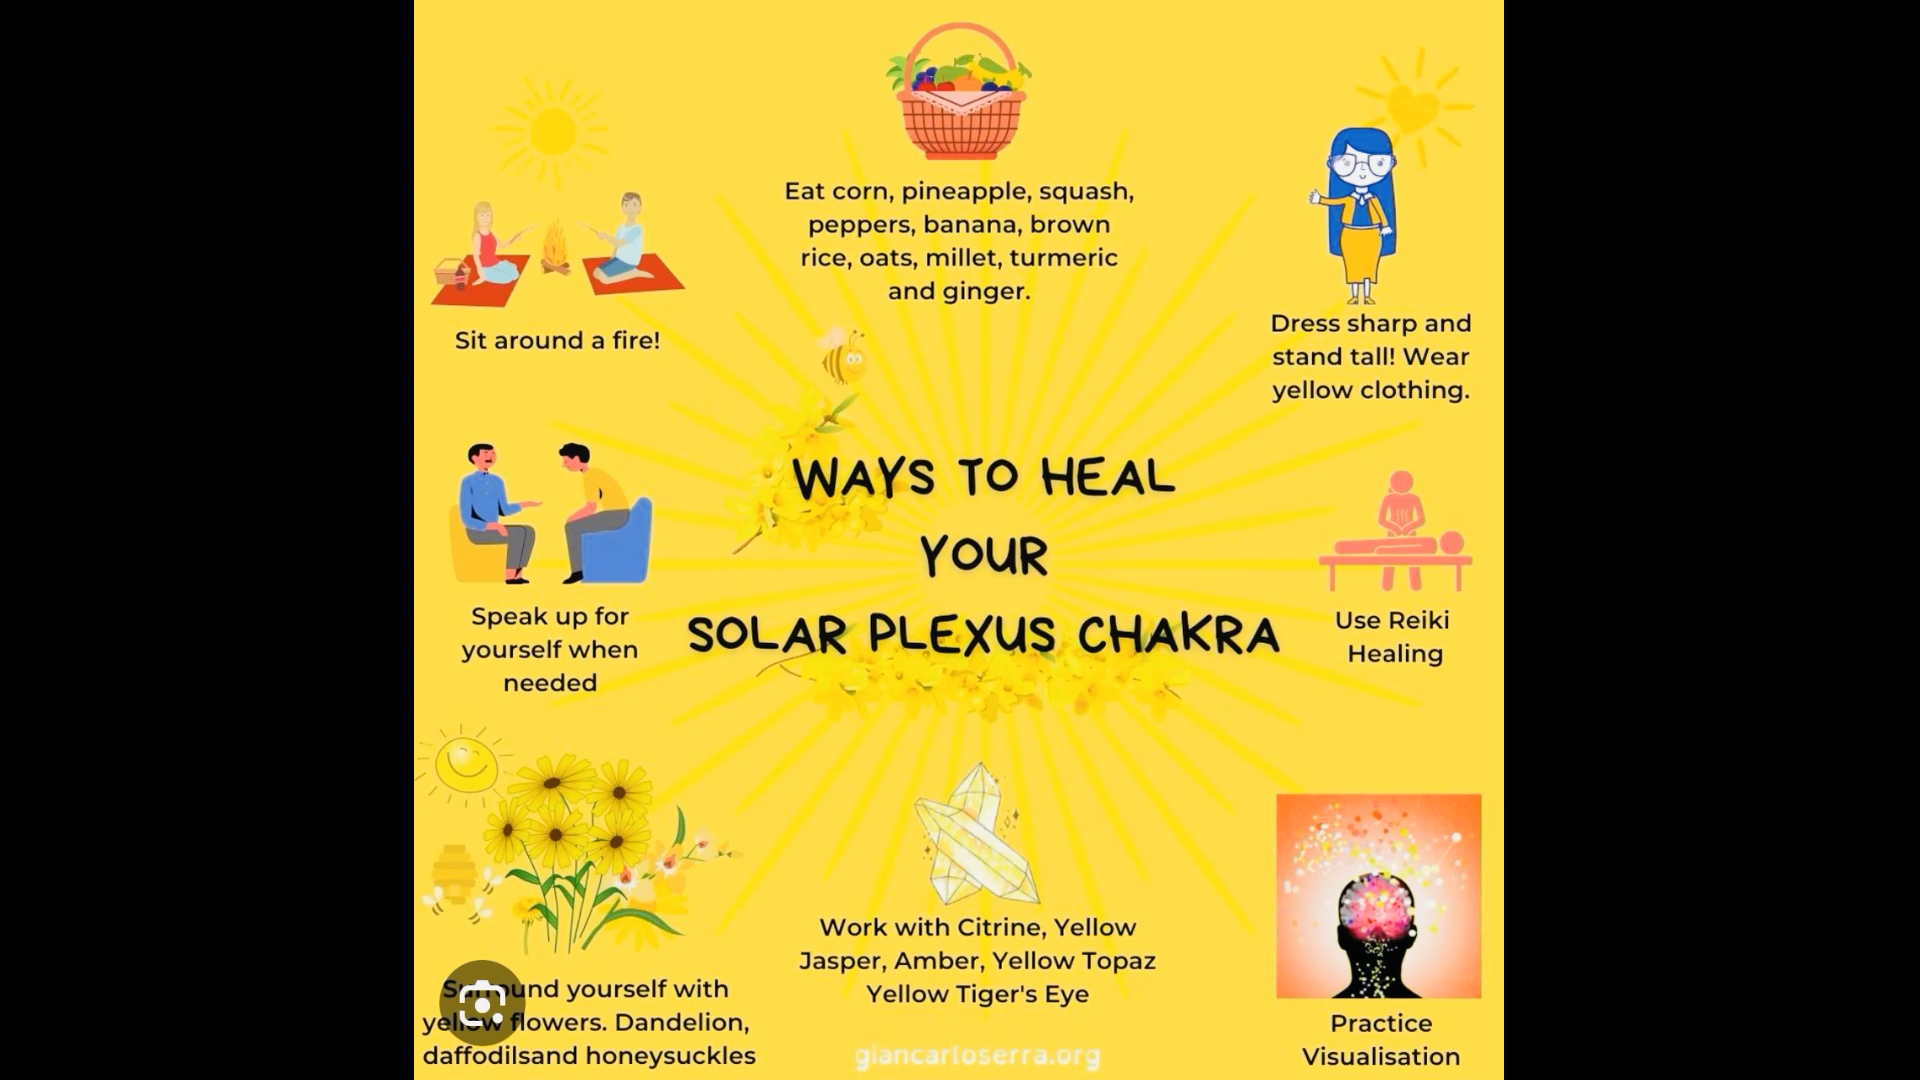 Eat corn, pineapple, squash,
peppers, banana, brown
rice, oats, millet, turmeric
and ginger.
Sit around a fire!
Dress sharp and
stand tall! Wear
yellow clothing.
WAYS TO HEAL
YOUR
SOLAR PLEXUS CHAKRA
Speak up for
yourself when
needed
Use Reiki
Healing
Surround yourself with
yellow flowers. Dandelion,
daffodilsand honeysuckles
Work with Citrine, Yellow
Jasper, Amber, Yellow Topaz
Yellow Tiger's Eye
Practice
Visualisation
giancarloserra.org